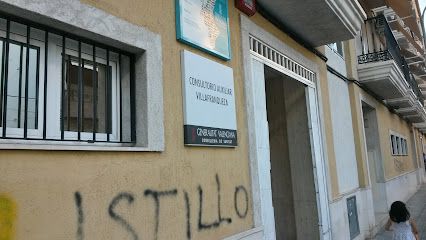 CONSULTORIO AUXILIAR
VILLAFRANQUEZA
GENERALITAT VALENCIANA
CONSELLERIA DE SANITAT
ISTILLO